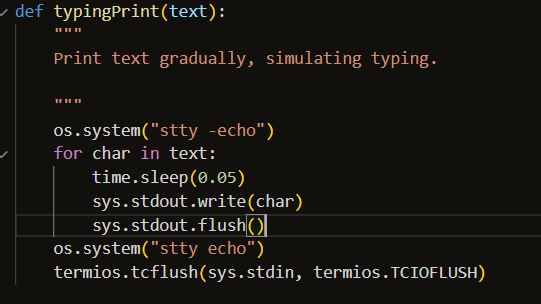 def typingPrint(text):
    """
    Print text gradually, simulating typing.

    """
    os.system("stty -echo")
    for char in text:
        time.sleep(0.05)
        sys.stdout.write(char)
        sys.stdout.flush()
    os.system("stty echo")
    termios.tcflush(sys.stdin, termios.TCIOFLUSH)